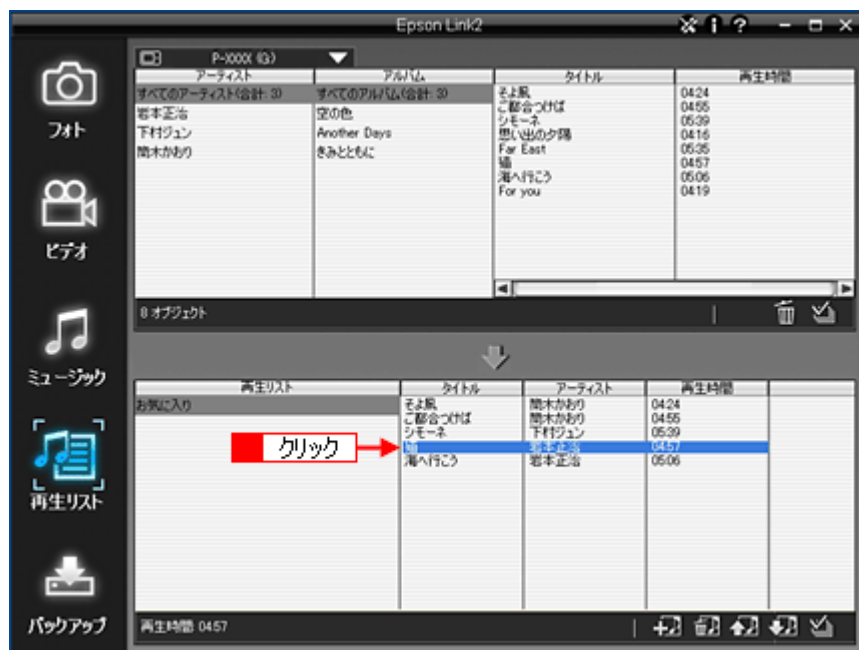 Epson Link2
P-XXXX (G)
アーティスト アルバム タイトル 再生時間
すべてのアーティスト(合計: 3) すべてのアルバム(合計: 3) そよ風 04:24
岩本正治 空の色 ご都合つけば 04:55
下村ジュン Another Days シモーネ 05:39
間木かおり きみとともに 思い出の夕陽 04:16
Far East 05:35
猫 04:57
海へ行こう 05:06
For you 04:19
8 オブジェクト
フォト
ビデオ
ミュージック
再生リスト
バックアップ
再生リスト タイトル アーティスト 再生時間
お気に入り そよ風 間木かおり 04:24
ご都合つけば 間木かおり 04:55
シモーネ 下村ジュン 05:39
クリック 猫 岩本正治 04:57
海へ行こう 岩本正治 05:06
再生時間 04:57